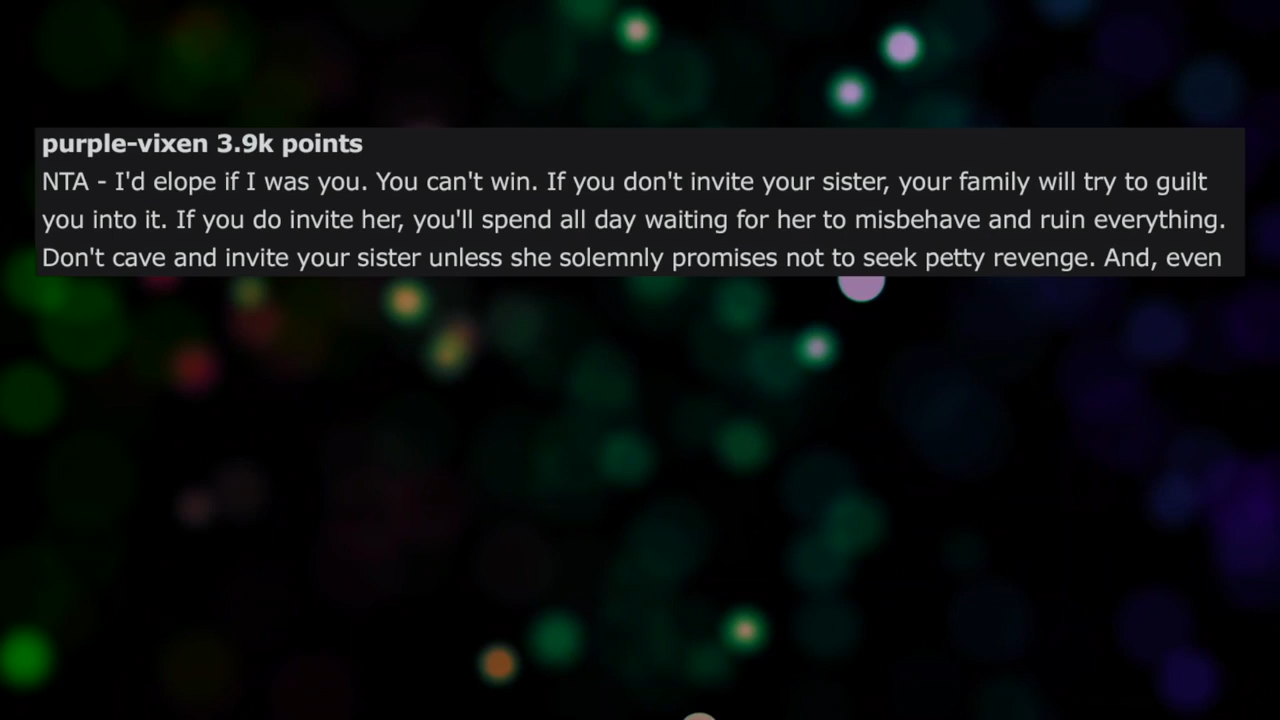 purple-vixen 3.9k points
NTA - I'd elope if I was you. You can't win. If you don't invite your sister, your family will try to guilt
you into it. If you do invite her, you'll spend all day waiting for her to misbehave and ruin everything.
Don't cave and invite your sister unless she solemnly promises not to seek petty revenge. And, even